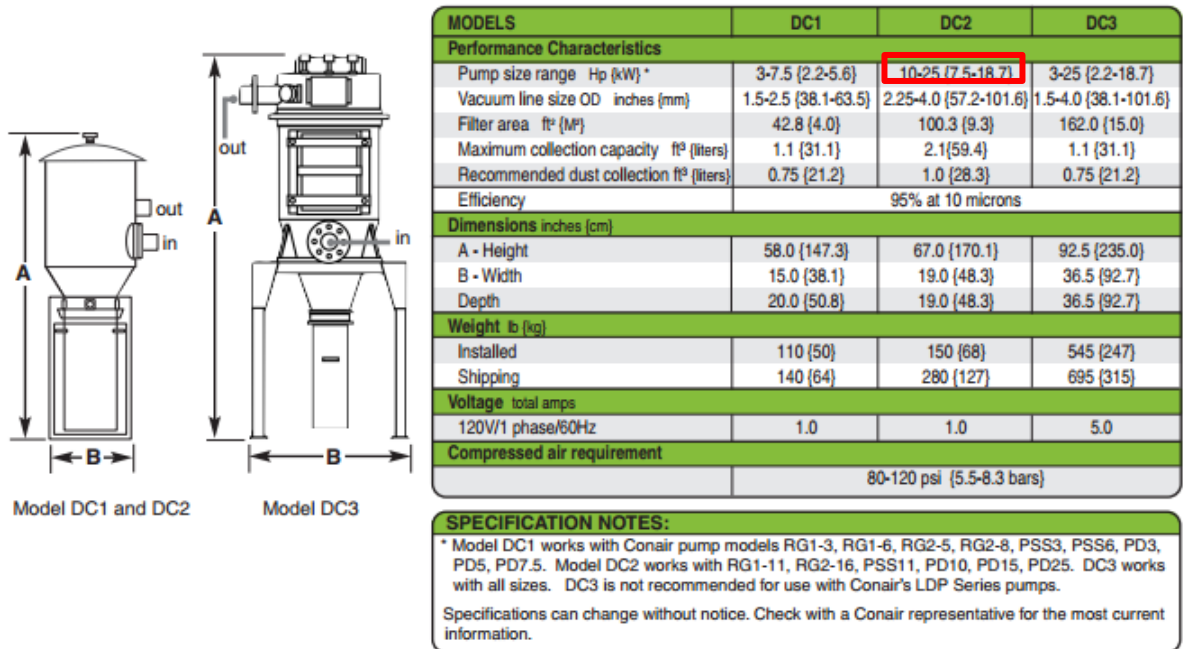 out
in
A
B
Model DC1 and DC2
out
A
in
B
Model DC3
MODELS DC1 DC2 DC3
Performance Characteristics
Pump size range Hp {kW} * 3-7.5 {2.2-5.6} 10-25 {7.5-18.7} 3-25 {2.2-18.7}
Vacuum line size OD inches {mm} 1.5-2.5 {38.1-63.5} 2.25-4.0 {57.2-101.6} 1.5-4.0 {38.1-101.6}
Filter area ft² {M²} 42.8 {4.0} 100.3 {9.3} 162.0 {15.0}
Maximum collection capacity ft³ {liters} 1.1 {31.1} 2.1{59.4} 1.1 {31.1}
Recommended dust collection ft³ {liters} 0.75 {21.2} 1.0 {28.3} 0.75 {21.2}
Efficiency 95% at 10 microns
Dimensions inches {cm}
A - Height 58.0 {147.3} 67.0 {170.1} 92.5 {235.0}
B - Width 15.0 {38.1} 19.0 {48.3} 36.5 {92.7}
Depth 20.0 {50.8} 19.0 {48.3} 36.5 {92.7}
Weight lb {kg}
Installed 110 {50} 150 {68} 545 {247}
Shipping 140 {64} 280 {127} 695 {315}
Voltage total amps
120V/1 phase/60Hz 1.0 1.0 5.0
Compressed air requirement
80-120 psi {5.5-8.3 bars}
SPECIFICATION NOTES:
* Model DC1 works with Conair pump models RG1-3, RG1-6, RG2-5, RG2-8, PSS3, PSS6, PD3,
PD5, PD7.5. Model DC2 works with RG1-11, RG2-16, PSS11, PD10, PD15, PD25. DC3 works
with all sizes. DC3 is not recommended for use with Conair's LDP Series pumps.
Specifications can change without notice. Check with a Conair representative for the most current
information.